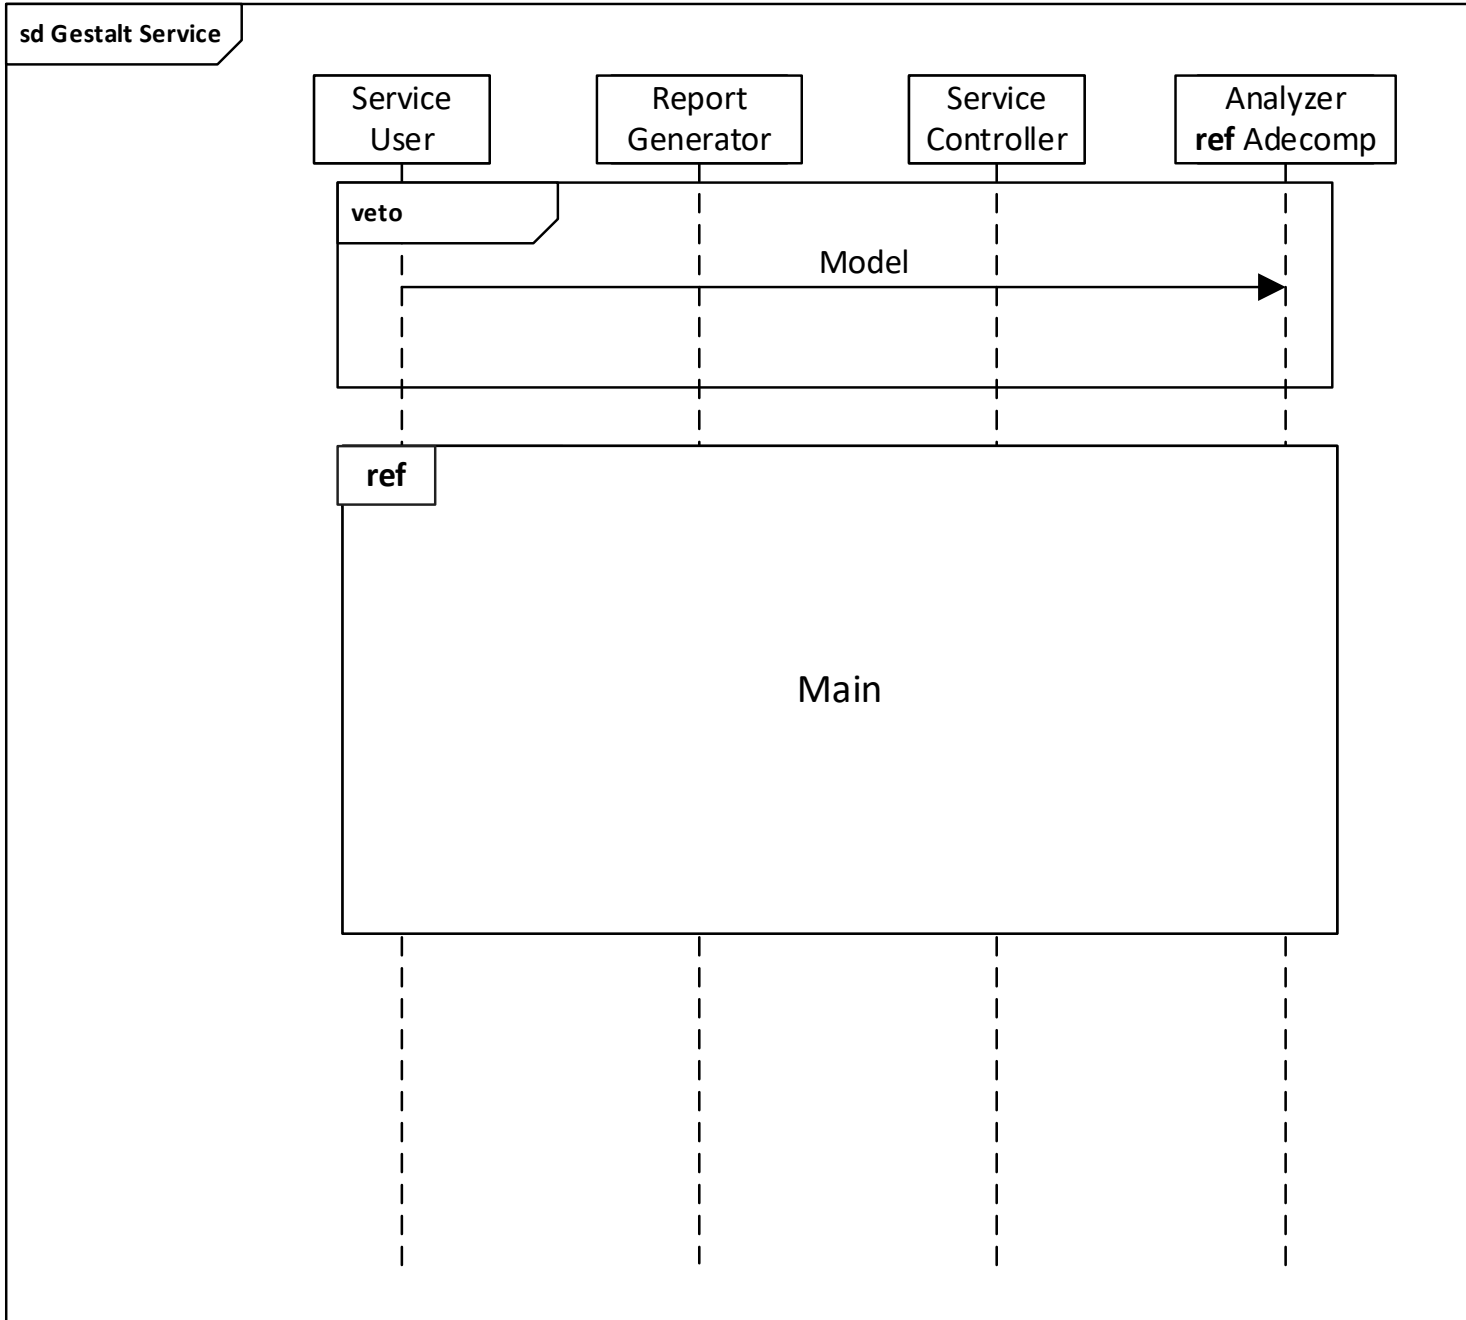 sd Gestalt Service
Service
User
Report
Generator
Service
Controller
Analyzer
ref Adecomp
veto
Model
ref
Main